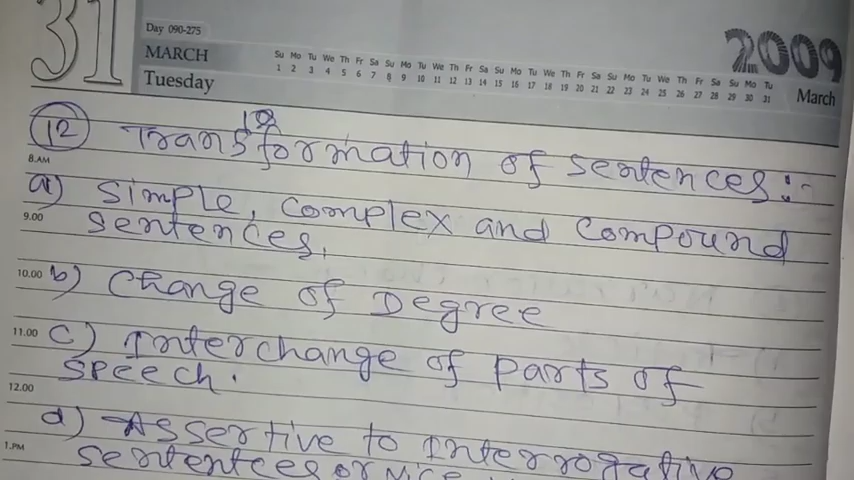 31
Day 090-275
MARCH
Tuesday
Su Mo Tu We Th Fr Sa Su Mo Tu We Th Fr Sa Su Mo Tu We Th Fr Sa Su Mo Tu We Th Fr Sa Su Mo Tu
1 2 3 4 5 6 7 8 9 10 11 12 13 14 15 16 17 18 19 20 21 22 23 24 25 26 27 28 29 30 31
2009
March
12 Transformation of sentences:-
8.AM
a) Simple, complex and compound
9.00
sentences.
10.00 b) Change of Degree
11.00 c) Interchange of parts of
speech.
12.00
d) Assertive to Interrogative
1.PM
or vice